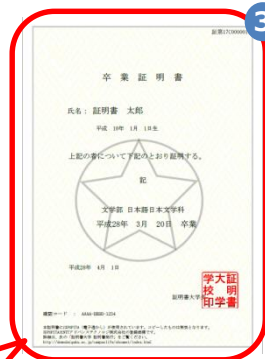 3
卒業証明書
氏名：証明書 太郎
平成 10年 1月 1日生
上記の者について下記のとおり証明する。
記
文学部 日本語日本文学科
平成28年 3月 20日 卒業
平成28年 4月 1日
証明書大学
証明書
大学
学校印